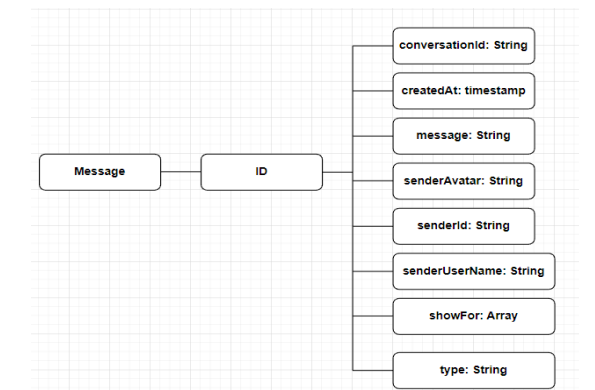 Message
ID
conversationId: String
createdAt: timestamp
message: String
senderAvatar: String
senderId: String
senderUserName: String
showFor: Array
type: String